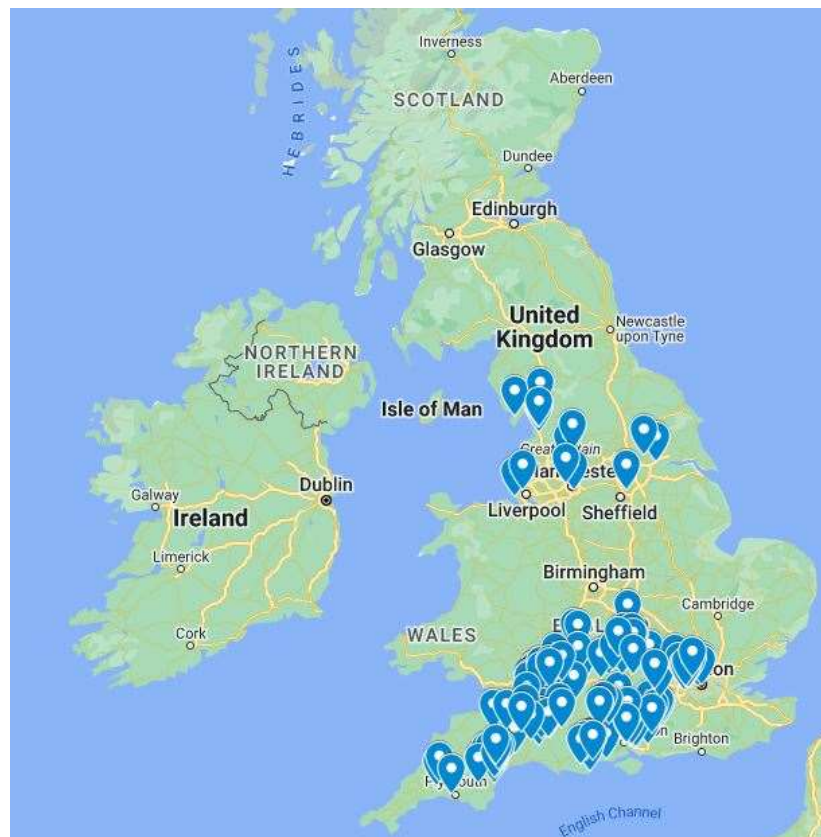 Inverness
HEBRIDES
Aberdeen
SCOTLAND
Dundee
Edinburgh
Glasgow
United
Kingdom
Newcastle
upon Tyne
NORTHERN
IRELAND
Isle of Man
Dublin
Galway
Ireland
Liverpool
Sheffield
Limerick
Birmingham
Cambridge
Cork
WALES
Brighton
English Channel